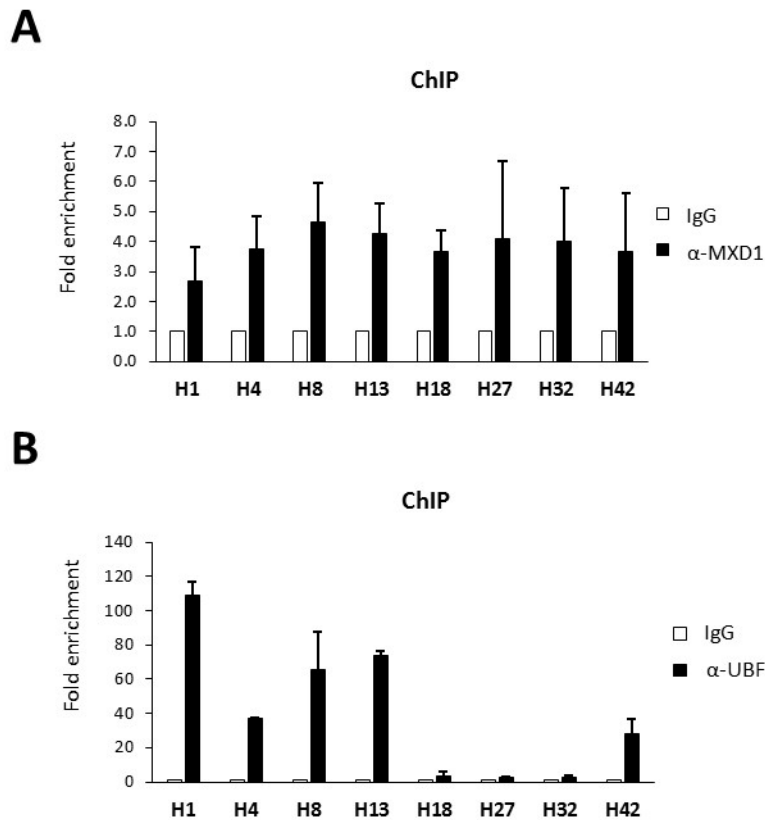 A
ChIP
Fold enrichment
8.0
7.0
6.0
5.0
4.0
3.0
2.0
1.0
0.0
H1 H4 H8 H13 H18 H27 H32 H42
IgG
α-MXD1
B
ChIP
Fold enrichment
140
120
100
80
60
40
20
0
H1 H4 H8 H13 H18 H27 H32 H42
IgG
α-UBF